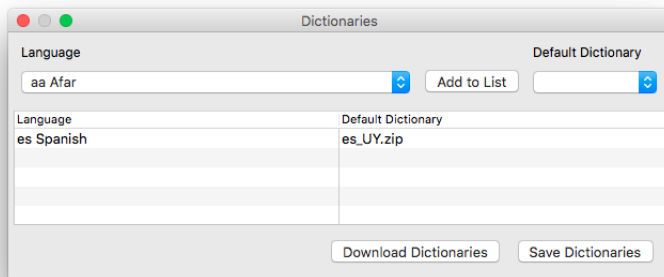 Dictionaries
Language Default Dictionary
aa Afar Add to List
Language Default Dictionary
es Spanish es_UY.zip
Download Dictionaries Save Dictionaries